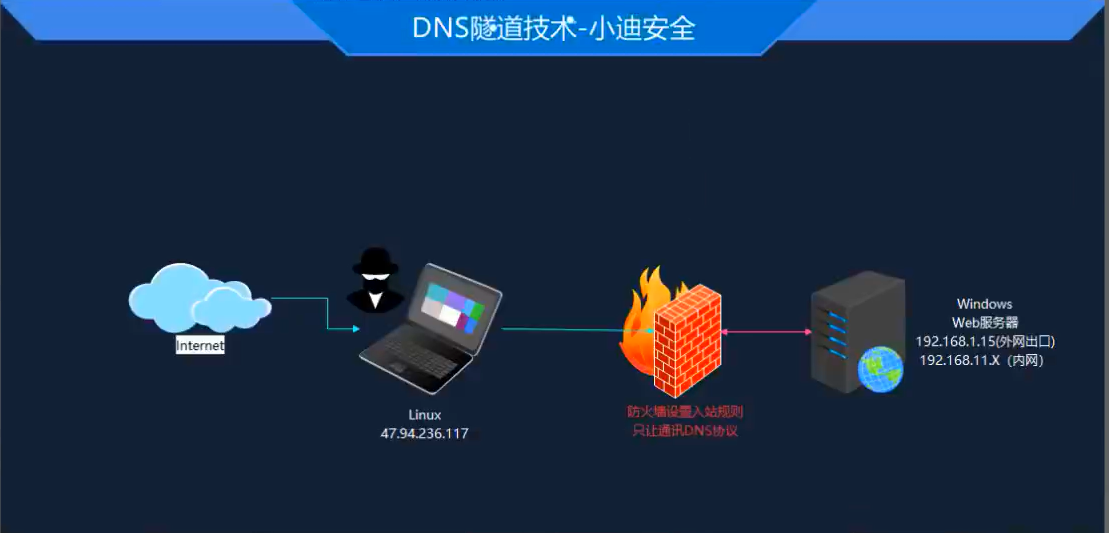 DNS隧道技术-小迪安全
Internet
Linux
47.94.236.117
防火墙设置入站规则
只让通讯DNS协议
Windows
Web服务器
192.168.1.15(外网出口)
192.168.11.X（内网）